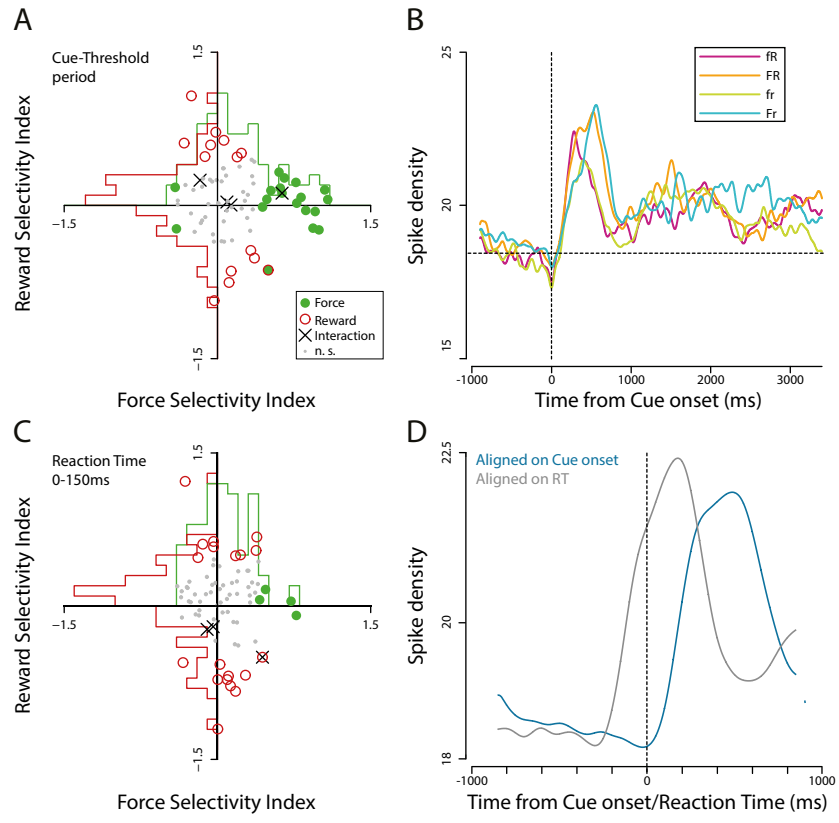 A
1.5
Cue-Threshold
period
Reward Selectivity Index
−1.5
1.5
−1.5
Force
Reward
Interaction
n. s.
Force Selectivity Index
B
25
20
15
Spike density
fR
FR
fr
Fr
-1000
0
1000
2000
3000
Time from Cue onset (ms)
C
1.5
Reaction Time
0-150ms
Reward Selectivity Index
−1.5
1.5
−1.5
Force Selectivity Index
D
22.5
20
18
Spike density
Aligned on Cue onset
Aligned on RT
-1000
0
1000
Time from Cue onset/Reaction Time (ms)